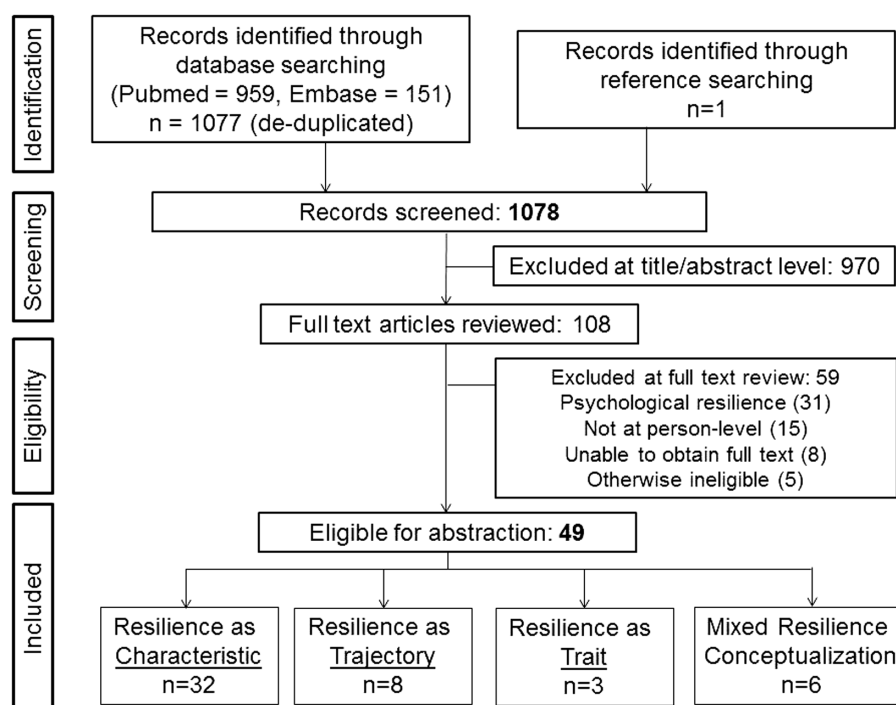 Identification
Records identified through
database searching
(Pubmed = 959, Embase = 151)
n = 1077 (de-duplicated)
Records identified through
reference searching
n=1
Screening
Records screened: 1078
Excluded at title/abstract level: 970
Full text articles reviewed: 108
Eligibility
Excluded at full text review: 59
Psychological resilience (31)
Not at person-level (15)
Unable to obtain full text (8)
Otherwise ineligible (5)
Included
Eligible for abstraction: 49
Resilience as
Characteristic
n=32
Resilience as
Trajectory
n=8
Resilience as
Trait
n=3
Mixed Resilience
Conceptualization
n=6